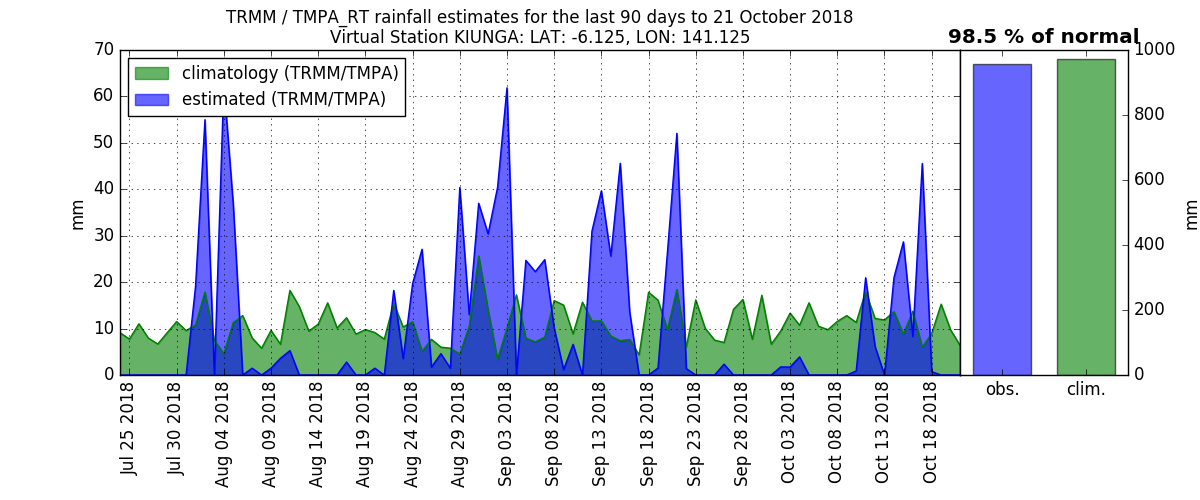 TRMM / TMPA_RT rainfall estimates for the last 90 days to 21 October 2018
Virtual Station KIUNGA: LAT: -6.125, LON: 141.125
98.5 % of normal
climatology (TRMM/TMPA)
estimated (TRMM/TMPA)
70
60
50
40
30
20
10
0
mm
1000
800
600
400
200
0
mm
Jul 25 2018
Jul 30 2018
Aug 04 2018
Aug 09 2018
Aug 14 2018
Aug 19 2018
Aug 24 2018
Aug 29 2018
Sep 03 2018
Sep 08 2018
Sep 13 2018
Sep 18 2018
Sep 23 2018
Sep 28 2018
Oct 03 2018
Oct 08 2018
Oct 13 2018
Oct 18 2018
obs.
clim.